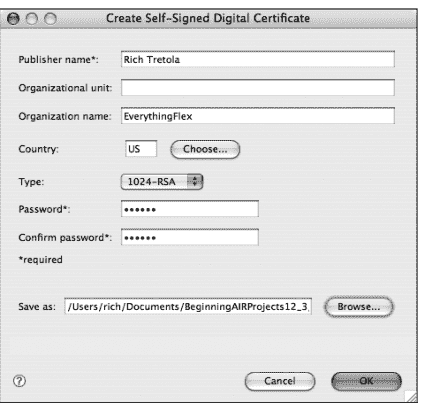 Create Self-Signed Digital Certificate
Publisher name*: Rich Tretola
Organizational unit:
Organization name: EverythingFlex
Country: US Choose...
Type: 1024-RSA
Password*: ••••••
Confirm password*: ••••••
*required
Save as: /Users/rich/Documents/BeginningAIRProjects12_3, Browse...
? Cancel OK